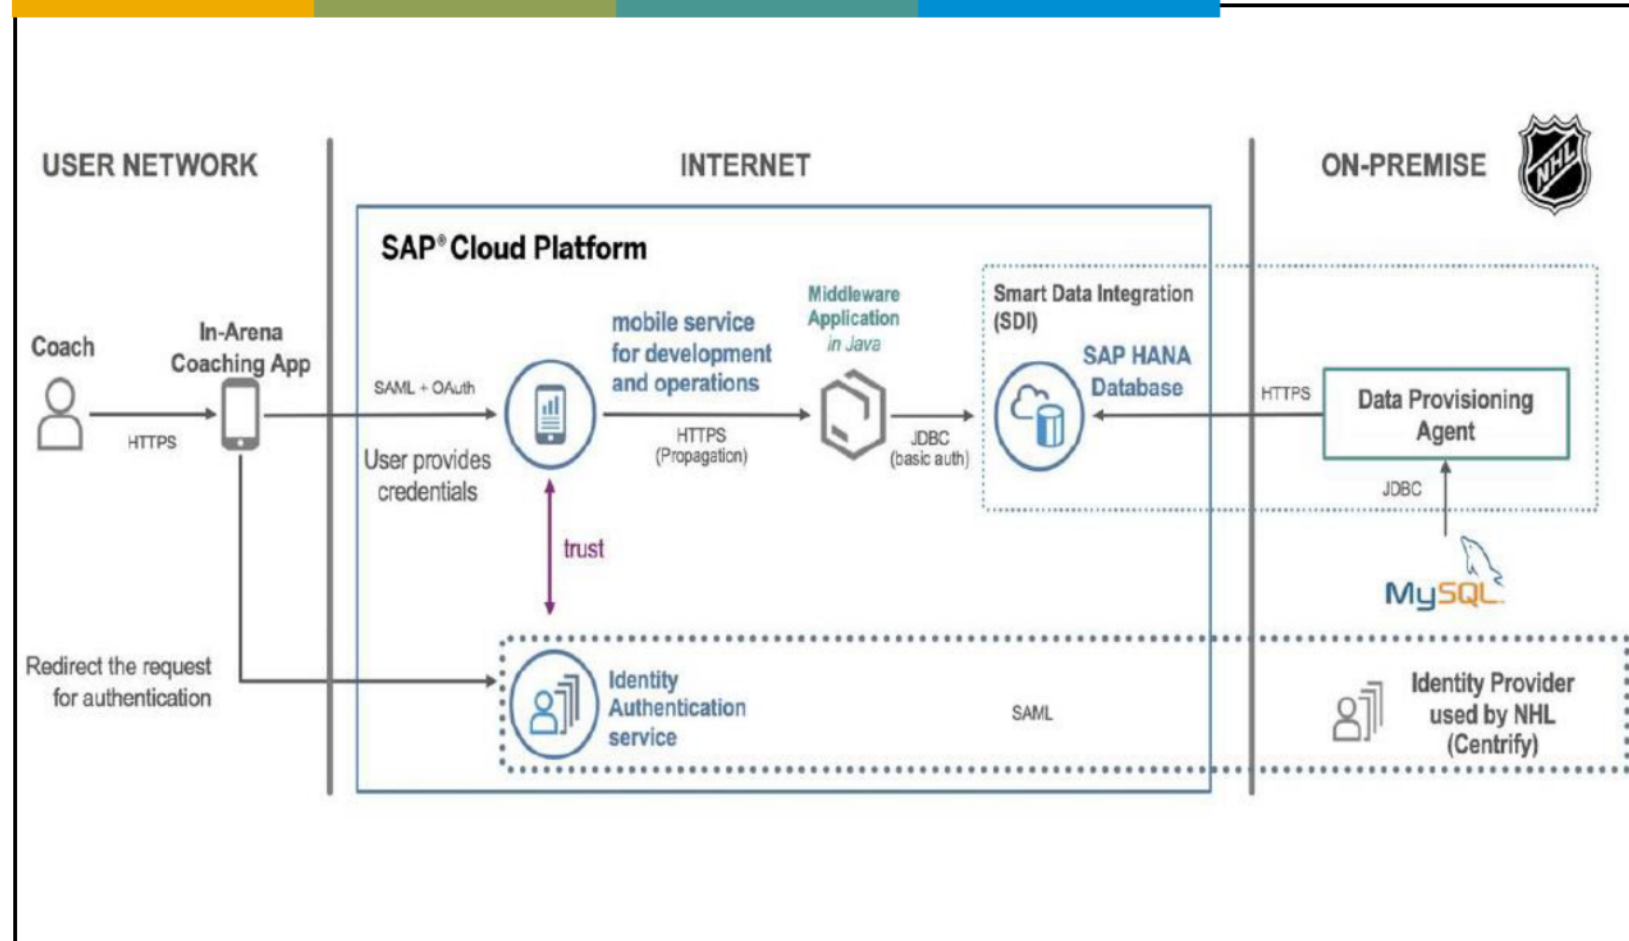 USER NETWORK
INTERNET
ON-PREMISE
NHL
SAP® Cloud Platform
Coach
HTTPS
In-Arena
Coaching App
SAML + OAuth
User provides
credentials
mobile service
for development
and operations
HTTPS
(Propagation)
Middleware
Application
in Java
JDBC
(basic auth)
Smart Data Integration
(SDI)
SAP HANA
Database
HTTPS
Data Provisioning
Agent
JDBC
MySQL
trust
Redirect the request
for authentication
Identity
Authentication
service
SAML
Identity Provider
used by NHL
(Centrify)